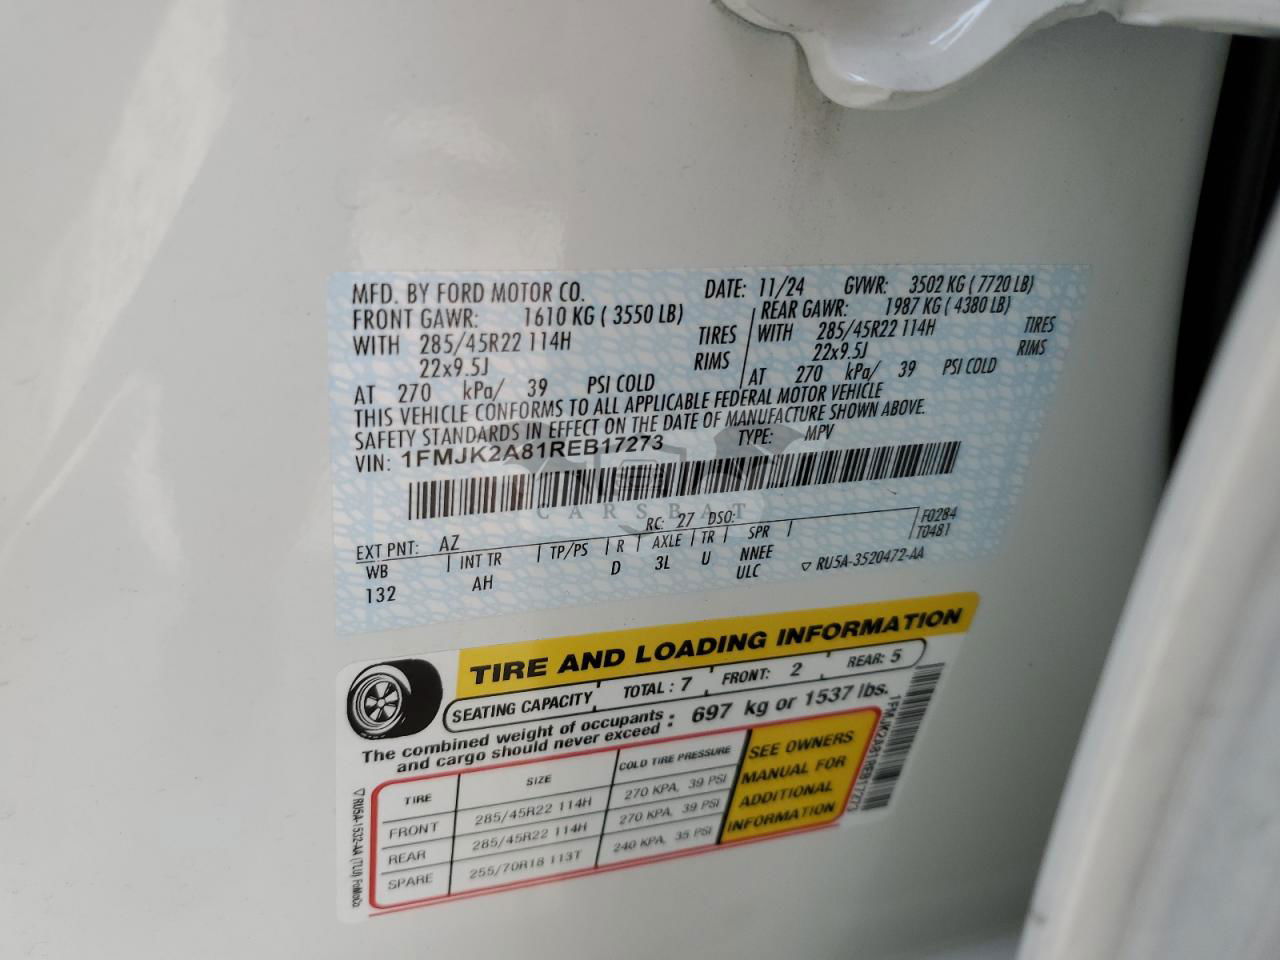 MFD. BY FORD MOTOR CO. DATE: 11/24 GVWR: 3502 KG ( 7720 LB)
FRONT GAWR: 1610 KG ( 3550 LB) REAR GAWR: 1987 KG ( 4380 LB)
WITH 285/45R22 114H TIRES WITH 285/45R22 114H TIRES
22x9.5J RIMS 22x9.5J RIMS
AT 270 kPa/ 39 PSI COLD AT 270 kPa/ 39 PSI COLD
THIS VEHICLE CONFORMS TO ALL APPLICABLE FEDERAL MOTOR VEHICLE
SAFETY STANDARDS IN EFFECT ON THE DATE OF MANUFACTURE SHOWN ABOVE.
VIN: 1FMJK2A81REB17273 TYPE: MPV
CARSBAT
EXT PNT: AZ RC: 27 DSO: F0284
WB INT TR TP/PS R AXLE TR SPR T0481
132 AH D 3L U NNEE
ULC ▽ RU5A-3520472-AA
TIRE AND LOADING INFORMATION
SEATING CAPACITY TOTAL : 7 FRONT: 2 REAR: 5
The combined weight of occupants
and cargo should never exceed : 697 kg or 1537 lbs.
TIRE SIZE COLD TIRE PRESSURE
FRONT 285/45R22 114H 270 KPA, 39 PSI
REAR 285/45R22 114H 270 KPA, 39 PSI
SPARE 255/70R18 113T 240 KPA, 35 PSI
SEE OWNERS
MANUAL FOR
ADDITIONAL
INFORMATION
1FMJK2A81REB17273
▽ RU5A-1532-AA (TLU) FoMoCo